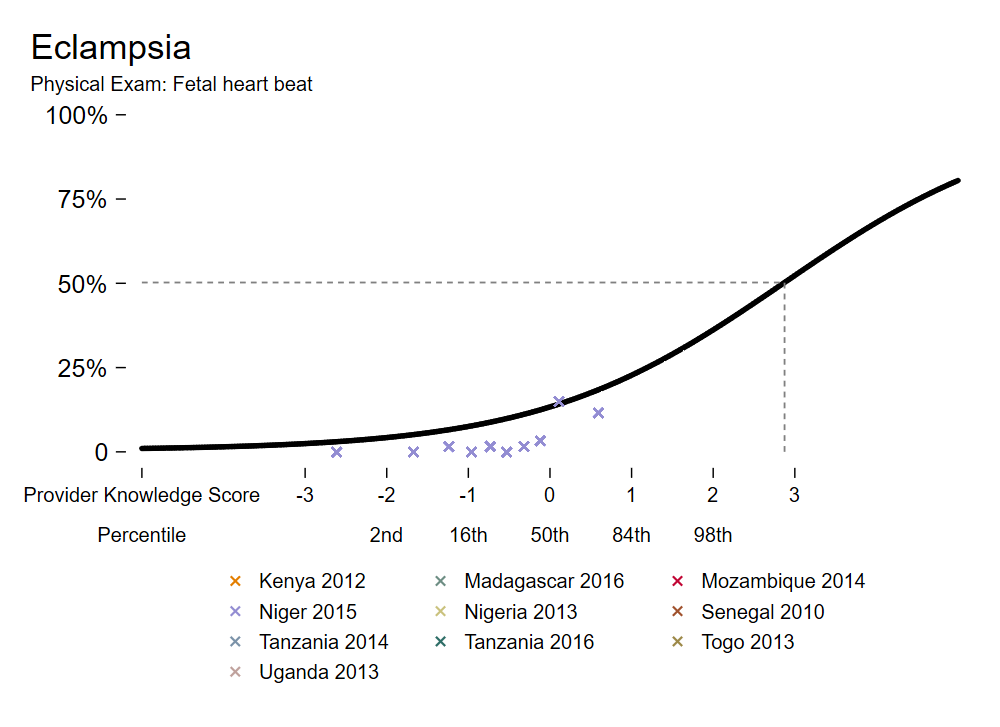 Eclampsia
Physical Exam: Fetal heart beat
100%
75%
50%
25%
0
Provider Knowledge Score -3 -2 -1 0 1 2 3
Percentile 2nd 16th 50th 84th 98th
Kenya 2012 Madagascar 2016 Mozambique 2014
Niger 2015 Nigeria 2013 Senegal 2010
Tanzania 2014 Tanzania 2016 Togo 2013
Uganda 2013